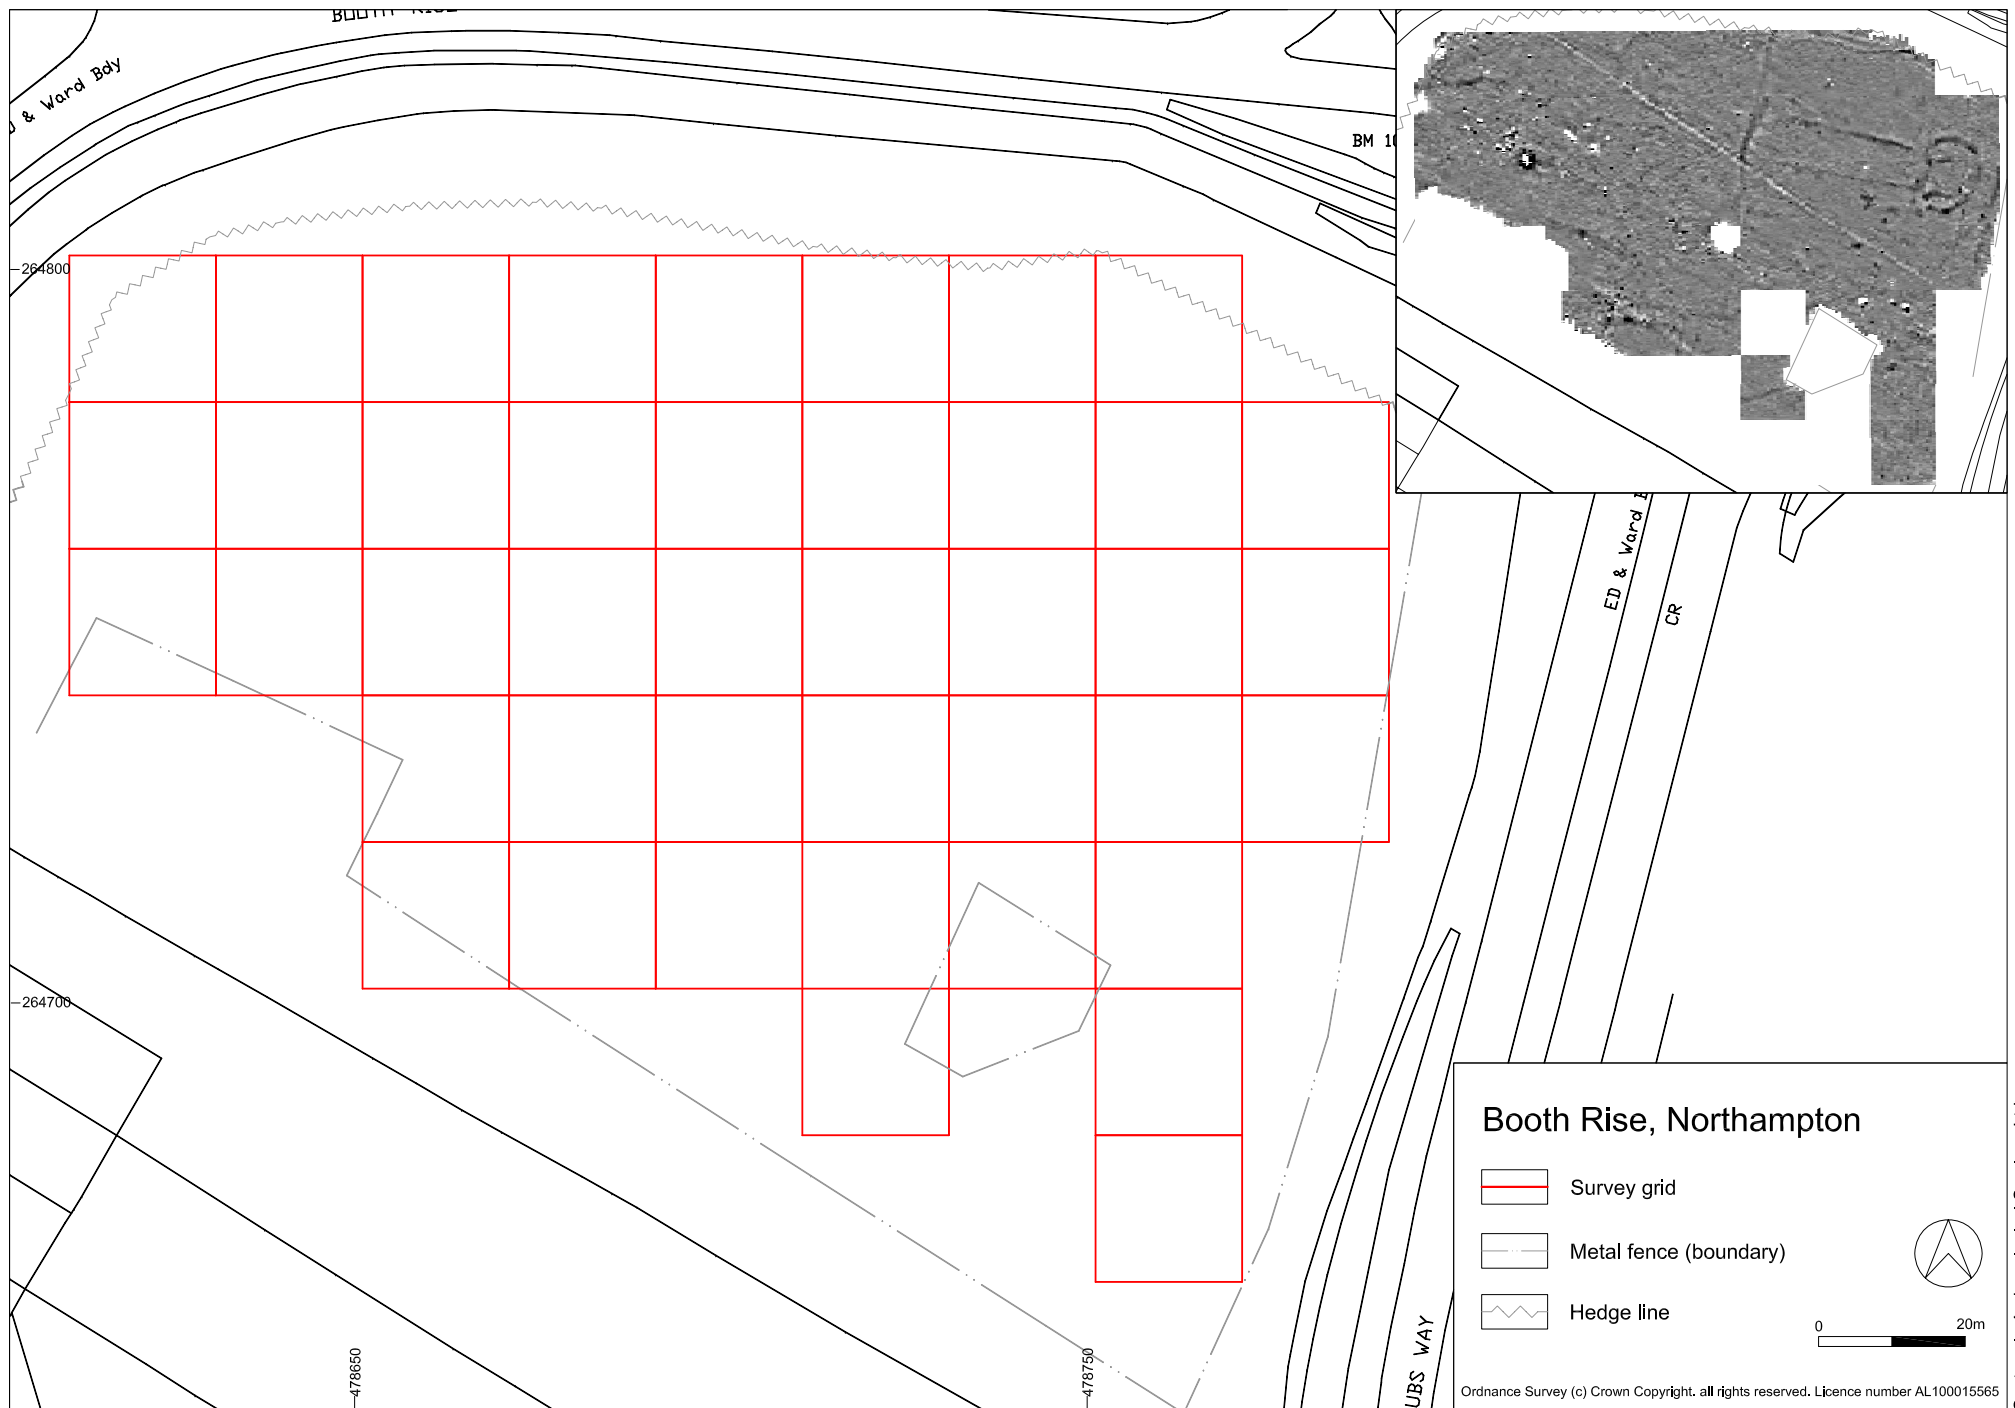 ED & Ward Bdy
BM
264800
ED & Ward
CR
264700
Booth Rise, Northampton
Survey grid
Metal fence (boundary)
Hedge line
0 20m
478650
478750
UBS WAY
Ordnance Survey (c) Crown Copyright. all rights reserved. Licence number AL100015565